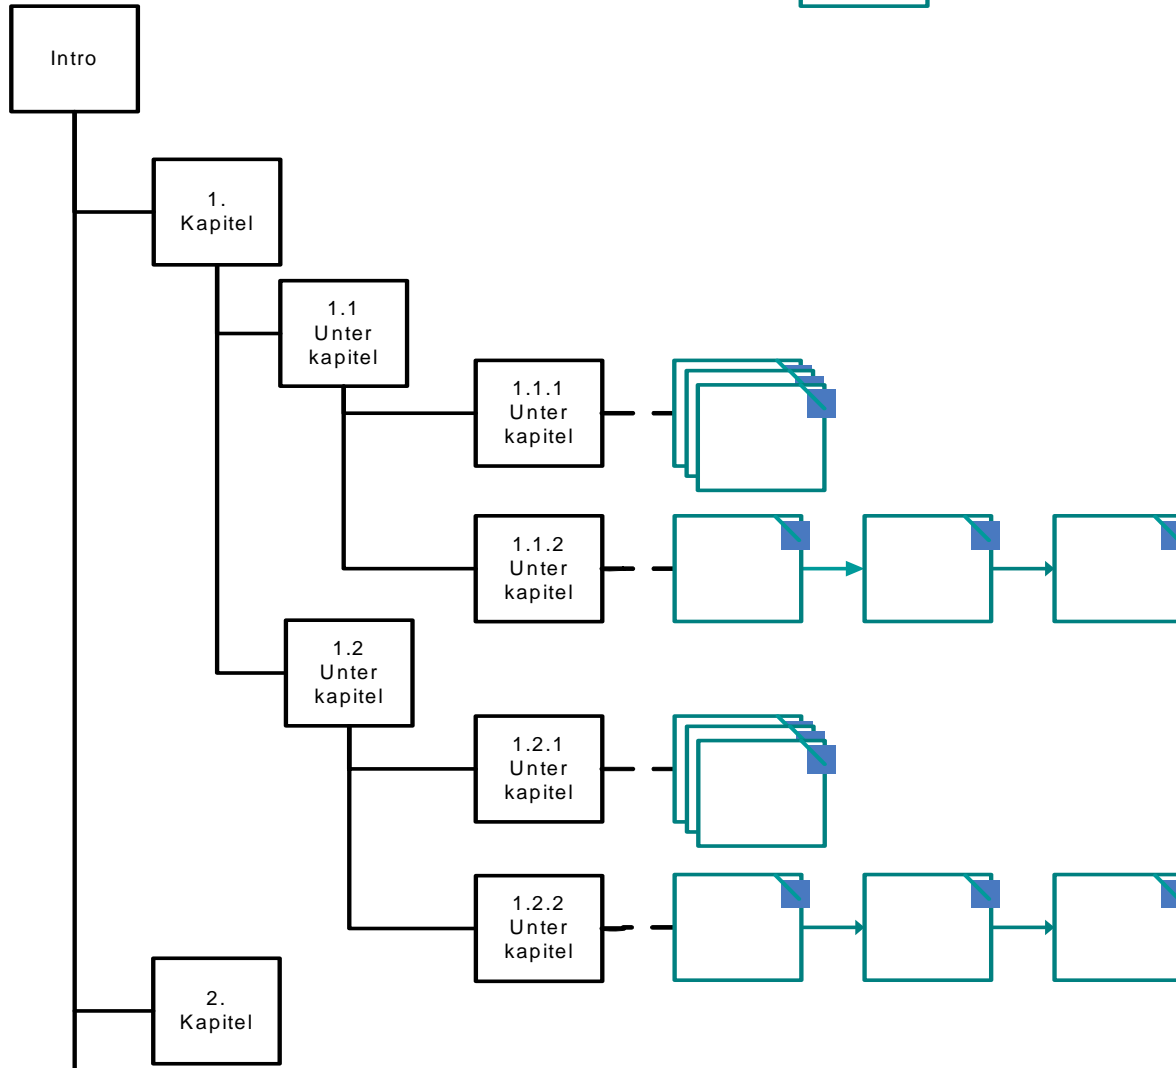 Intro
1.
Kapitel
1.1
Unter
kapitel
1.1.1
Unter
kapitel
1.1.2
Unter
kapitel
1.2
Unter
kapitel
1.2.1
Unter
kapitel
1.2.2
Unter
kapitel
2.
Kapitel